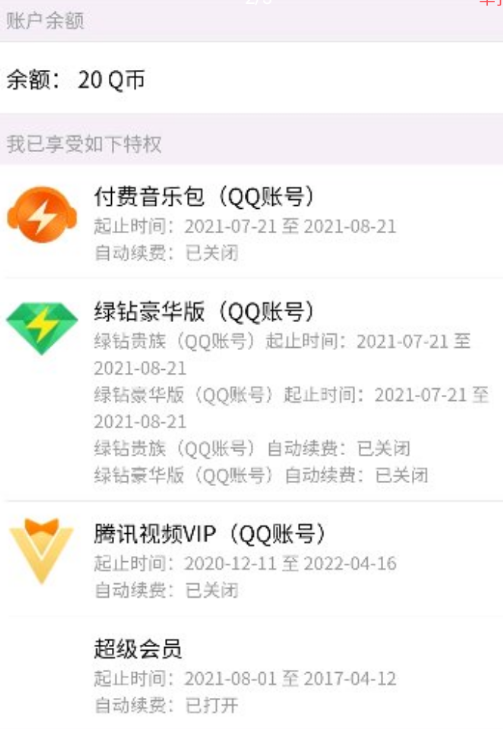 账户余额
余额： 20 Q币
我已享受如下特权
付费音乐包（QQ账号）
起止时间：2021-07-21 至 2021-08-21
自动续费：已关闭
绿钻豪华版（QQ账号）
绿钻贵族（QQ账号）起止时间：2021-07-21 至
2021-08-21
绿钻豪华版（QQ账号）起止时间：2021-07-21 至
2021-08-21
绿钻贵族（QQ账号）自动续费：已关闭
绿钻豪华版（QQ账号）自动续费：已关闭
腾讯视频VIP（QQ账号）
起止时间：2020-12-11 至 2022-04-16
自动续费：已关闭
超级会员
起止时间：2021-08-01 至 2017-04-12
自动续费：已打开